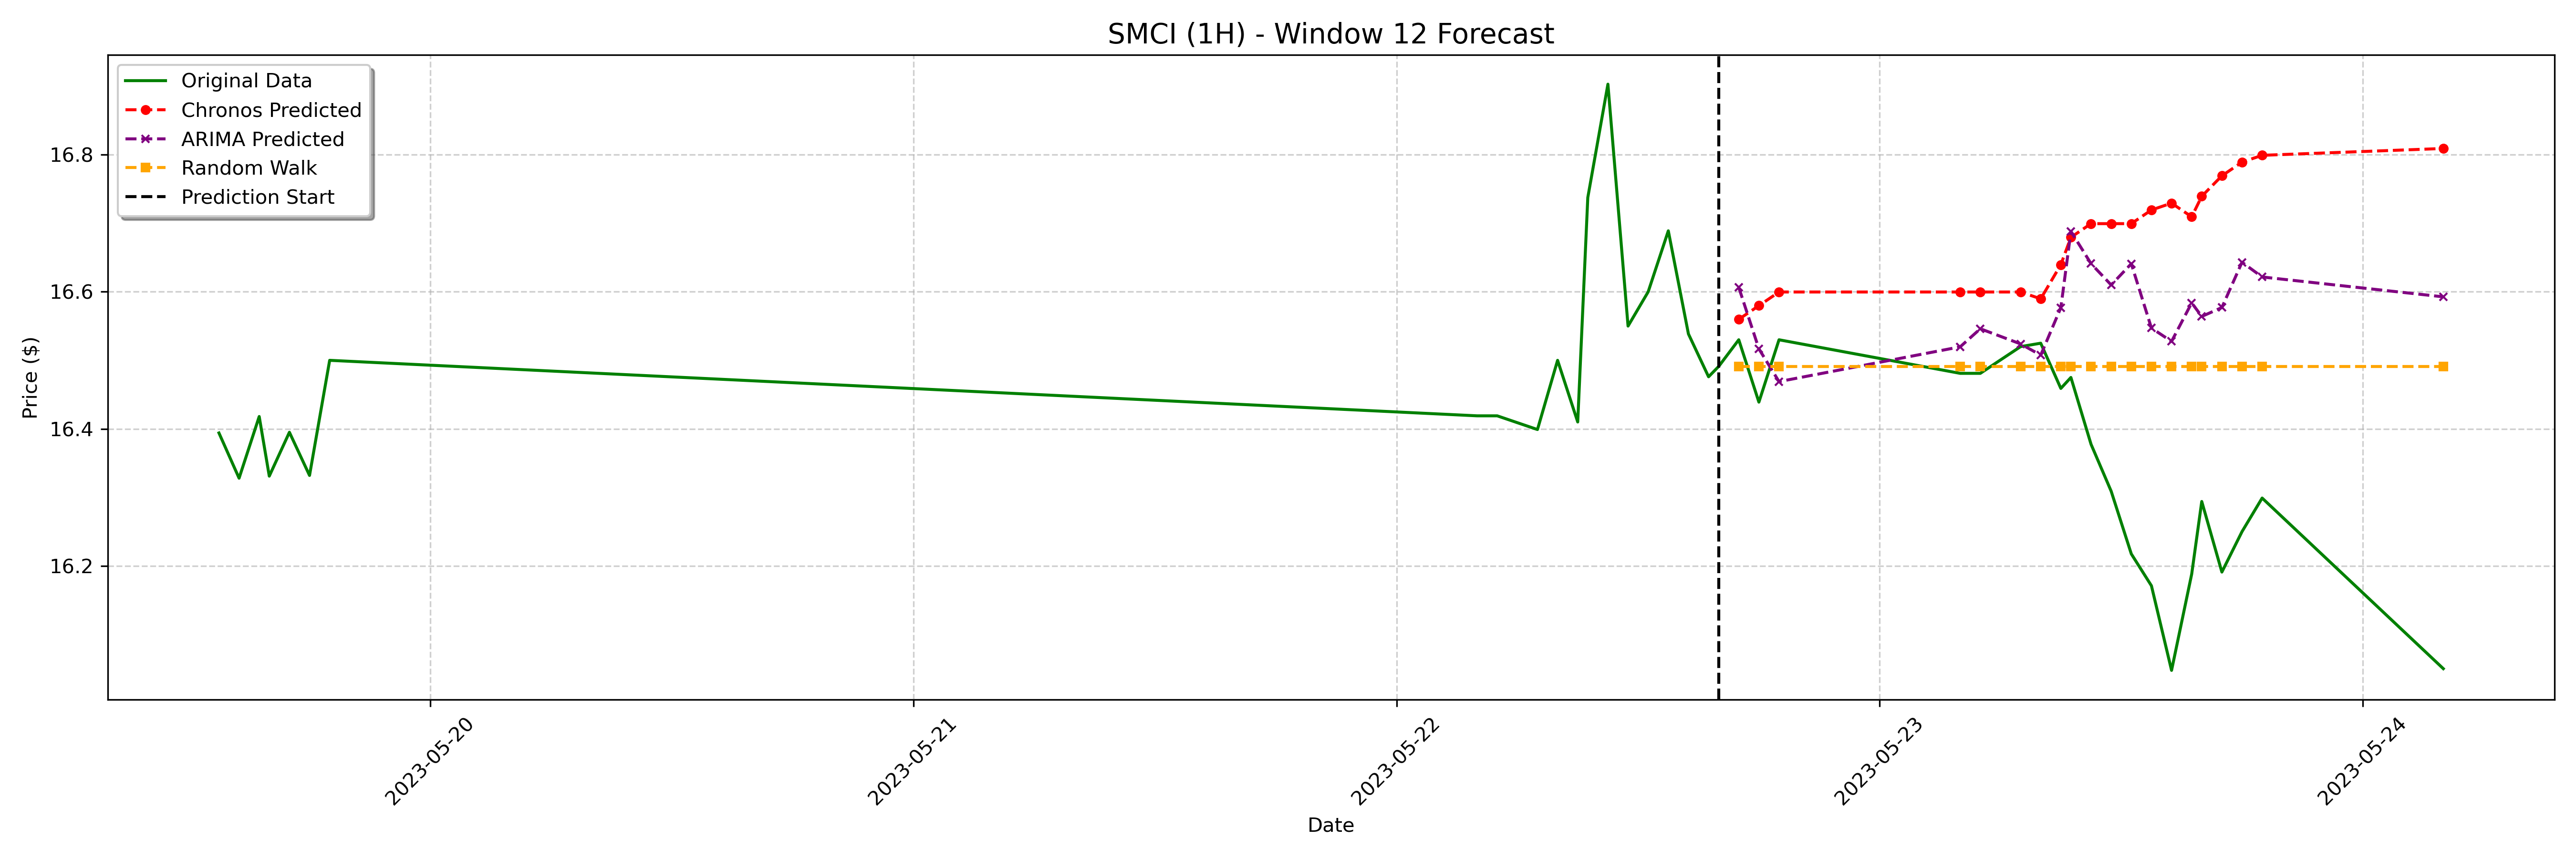 SMCI (1H) - Window 12 Forecast
Original Data
Chronos Predicted
ARIMA Predicted
Random Walk
Prediction Start
Price ($)
16.8
16.6
16.4
16.2
2023-05-20
2023-05-21
2023-05-22
2023-05-23
2023-05-24
Date